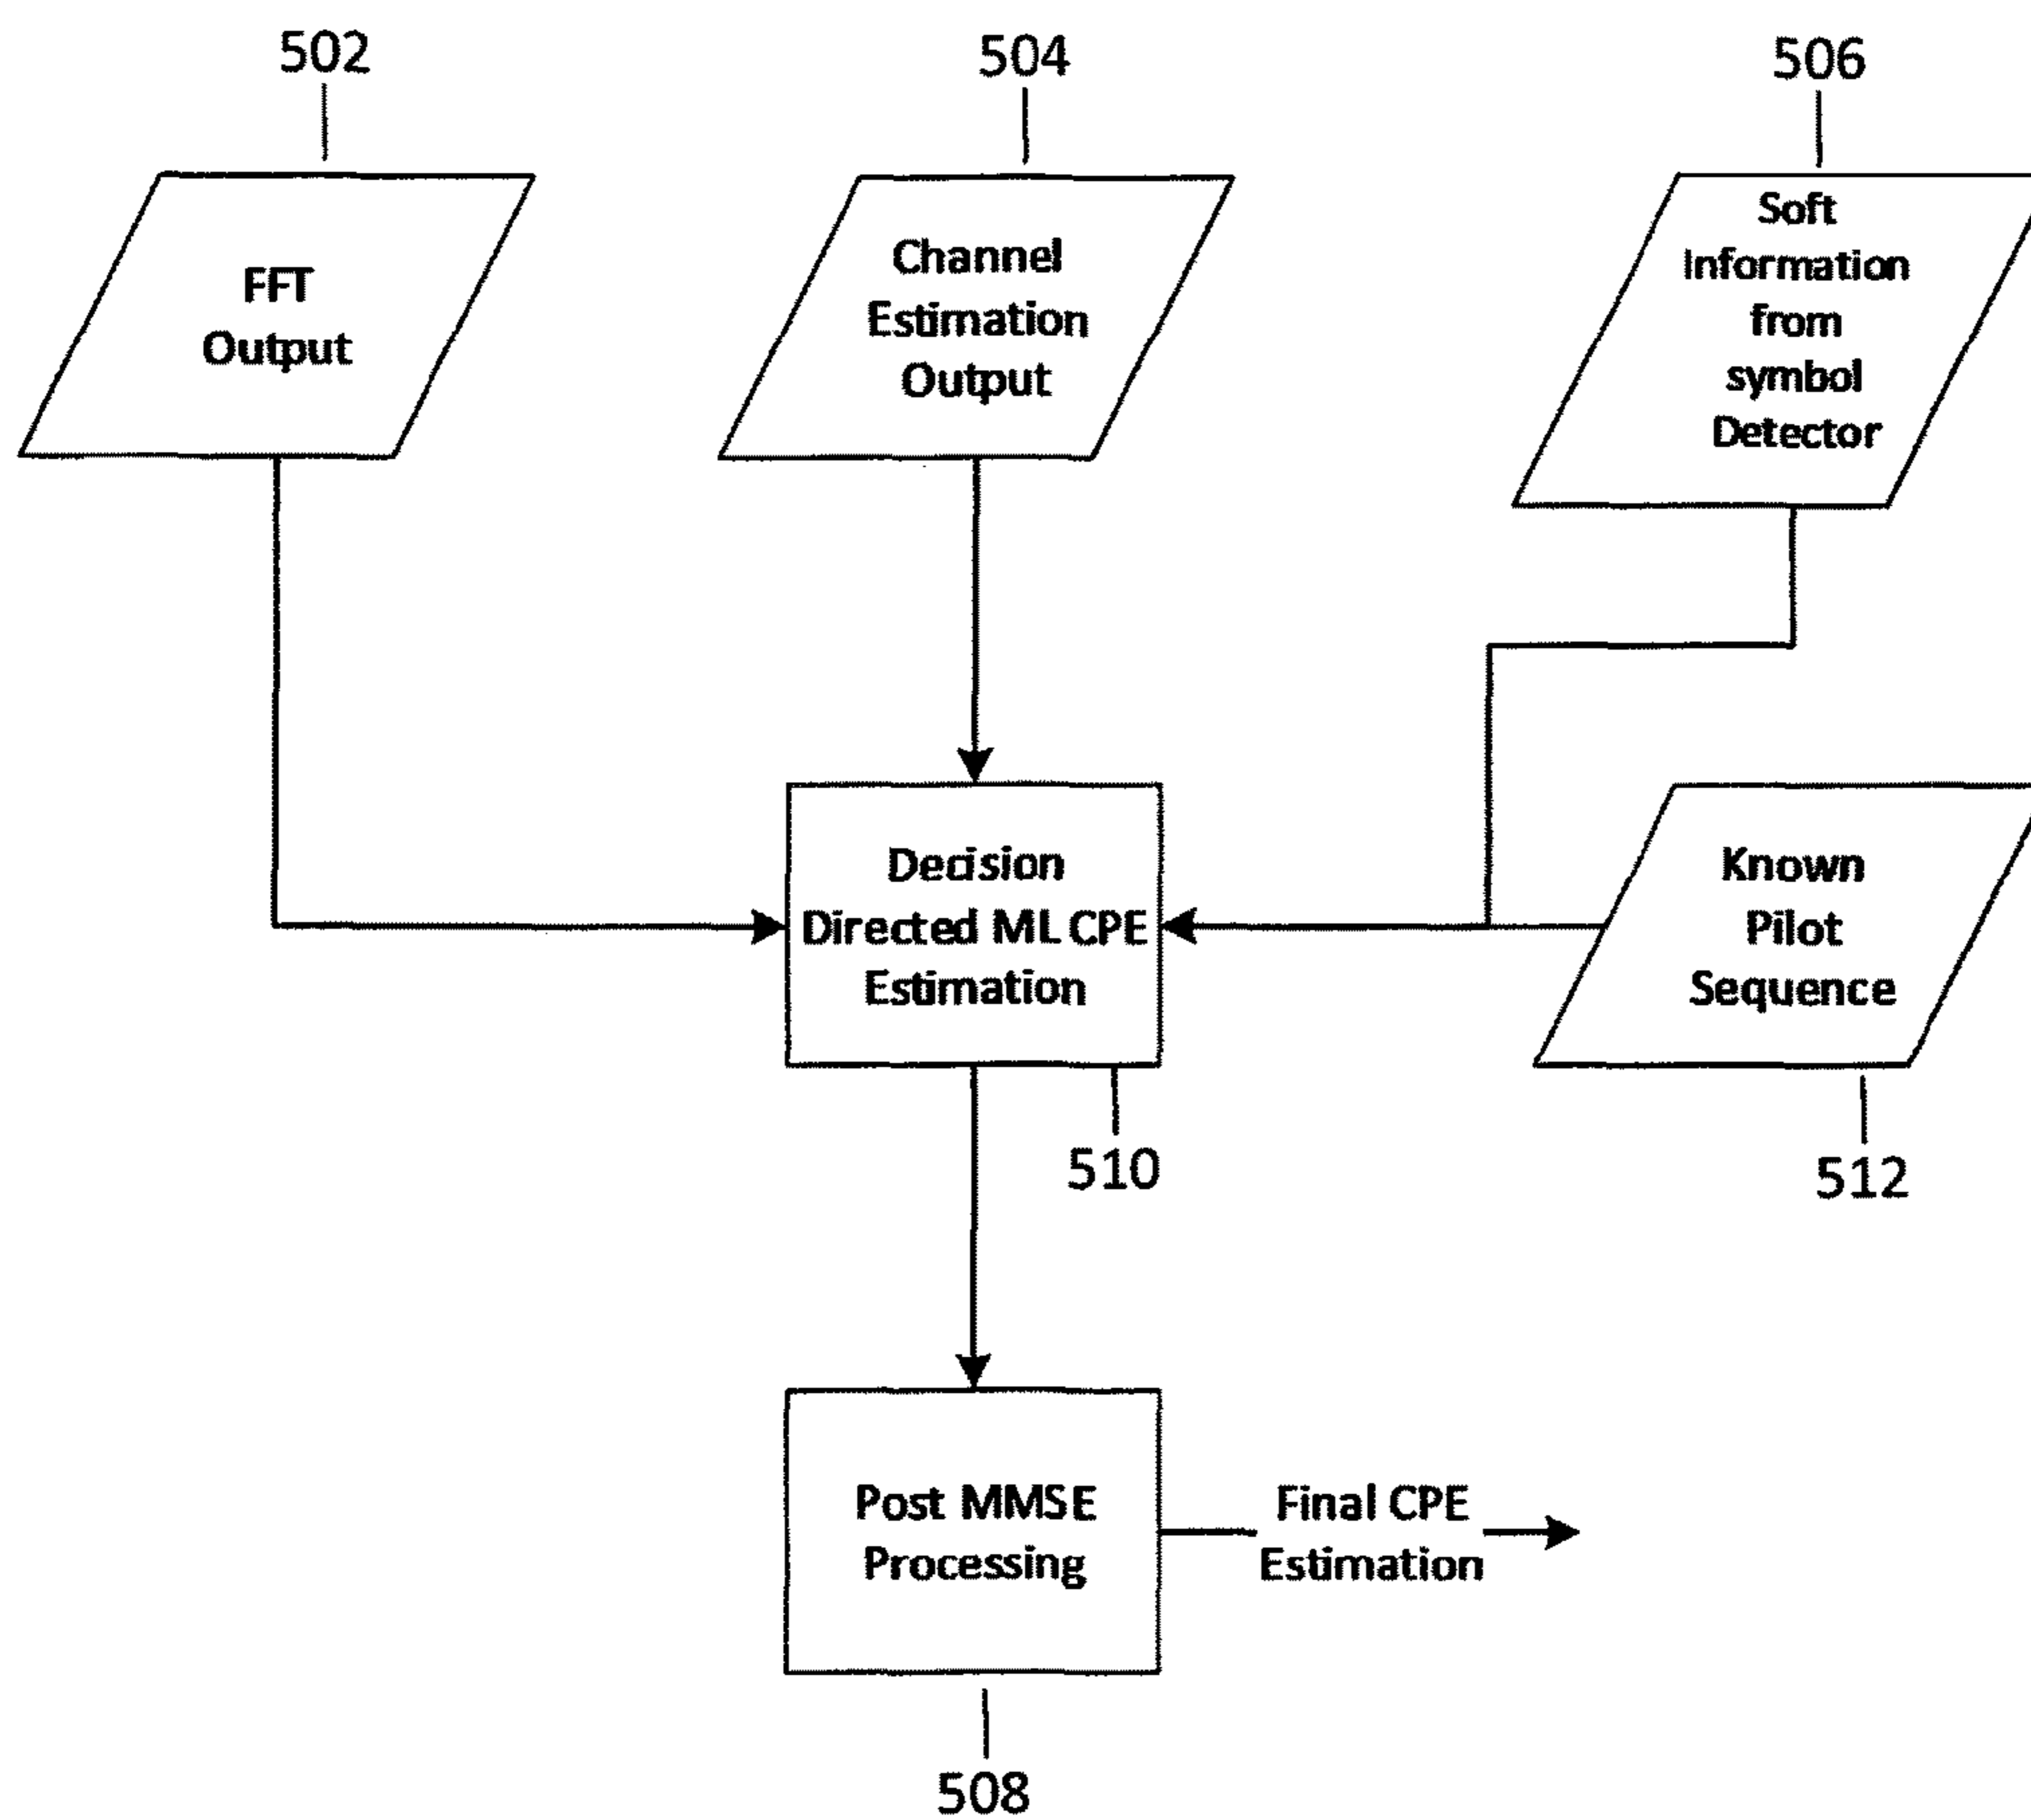 502
504
506
FFT
Output
Channel
Estimation
Output
Soft
Information
from
symbol
Detector
Decision
Directed ML CPE
Estimation
Known
Pilot
Sequence
510
512
Post MMSE
Processing
Final CPE
Estimation
508